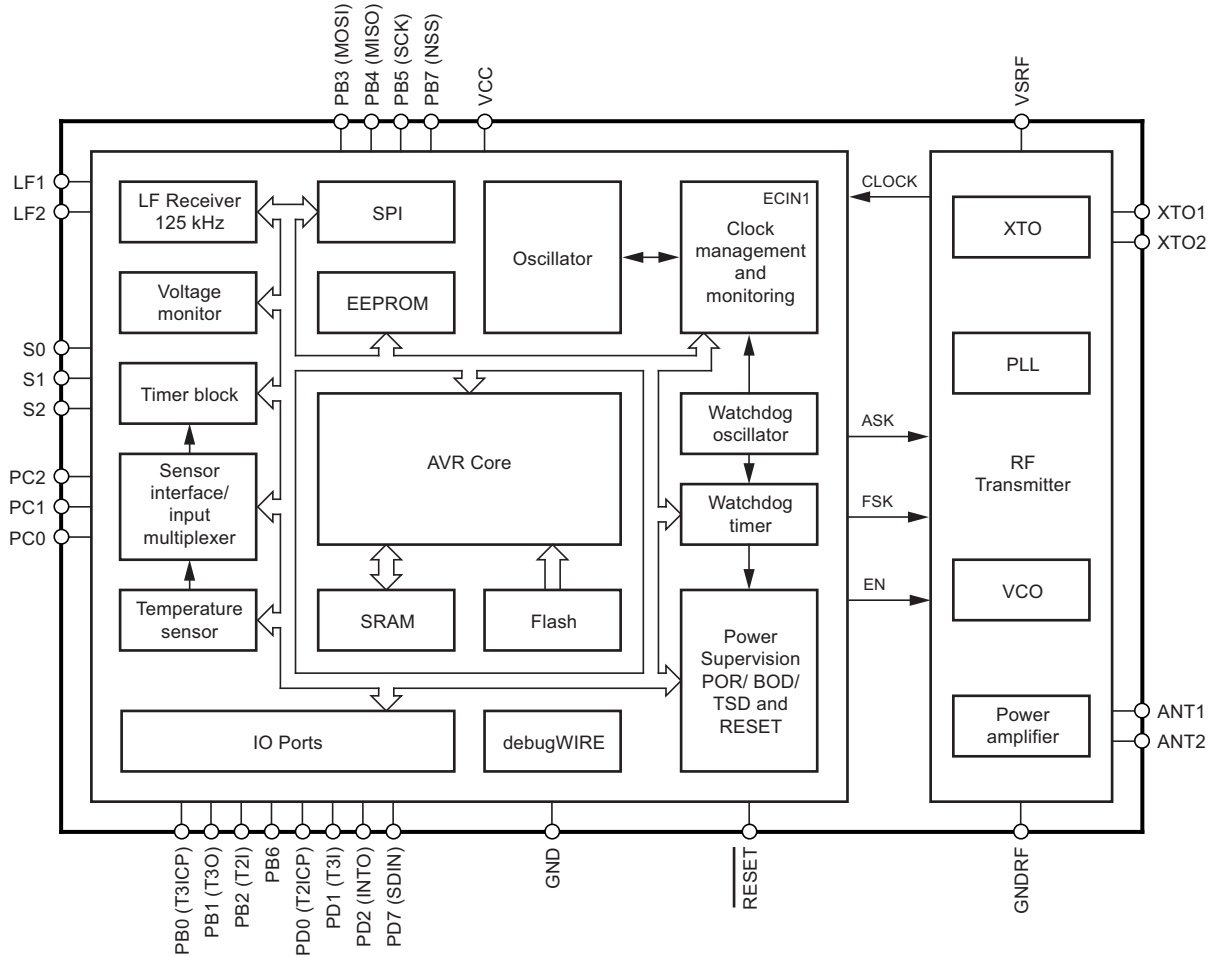 PB3 (MOSI)
PB4 (MISO)
PB5 (SCK)
PB7 (NSS)
VCC
VSRF
LF1
LF2
S0
S1
S2
PC2
PC1
PC0
LF Receiver
125 kHz
SPI
Oscillator
ECIN1
Clock
management
and
monitoring
Voltage
monitor
EEPROM
Timer block
AVR Core
Watchdog
oscillator
Sensor
interface/
input
multiplexer
Watchdog
timer
Temperature
sensor
SRAM
Flash
Power
Supervision
POR/ BOD/
TSD and
RESET
IO Ports
debugWIRE
CLOCK
ASK
FSK
EN
XTO
PLL
RF
Transmitter
VCO
Power
amplifier
XTO1
XTO2
ANT1
ANT2
PB0 (T3ICP)
PB1 (T3O)
PB2 (T2I)
PB6
PD0 (T2ICP)
PD1 (T3I)
PD2 (INTO)
PD7 (SDIN)
GND
RESET
GNDRF